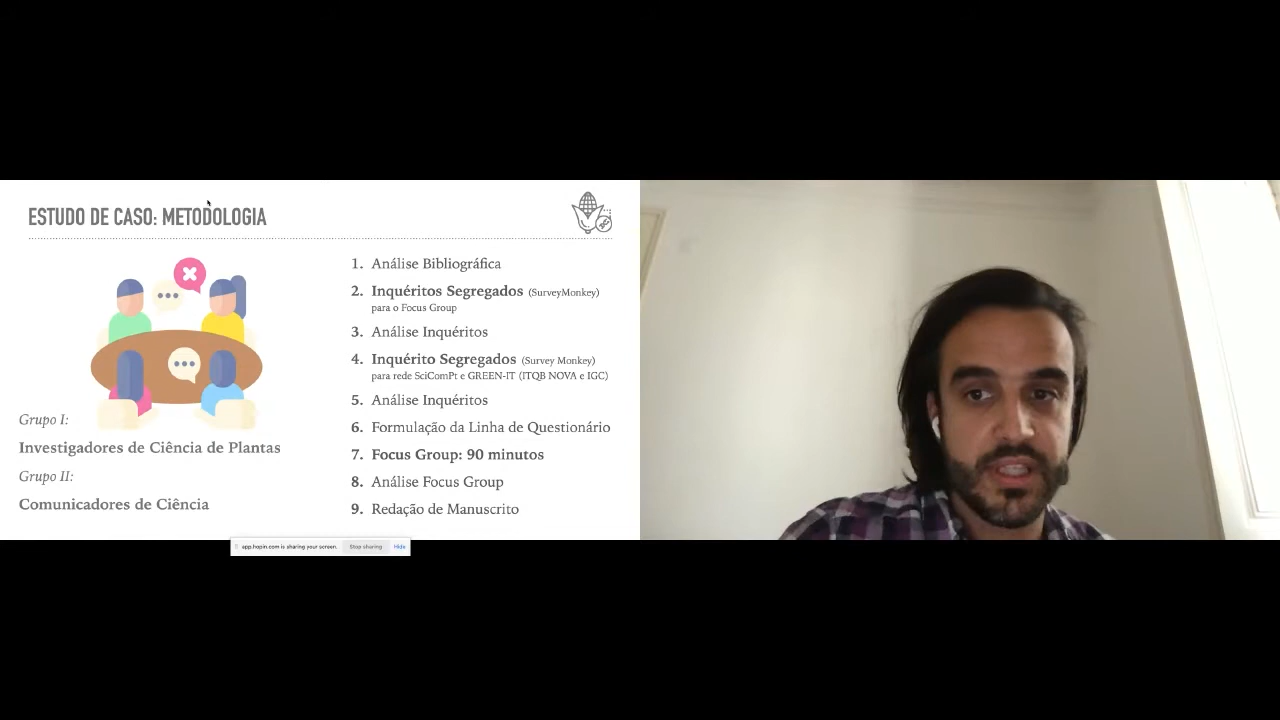 ESTUDO DE CASO: METODOLOGIA
Grupo I:
Investigadores de Ciência de Plantas
Grupo II:
Comunicadores de Ciência
1. Análise Bibliográfica
2. Inquéritos Segregados (SurveyMonkey)
para o Focus Group
3. Análise Inquéritos
4. Inquérito Segregados (Survey Monkey)
para rede SciComPt e GREEN-IT (ITQB NOVA e IGC)
5. Análise Inquéritos
6. Formulação da Linha de Questionário
7. Focus Group: 90 minutos
8. Análise Focus Group
9. Redação de Manuscrito
app.hopin.com is sharing your screen. Stop sharing Hide